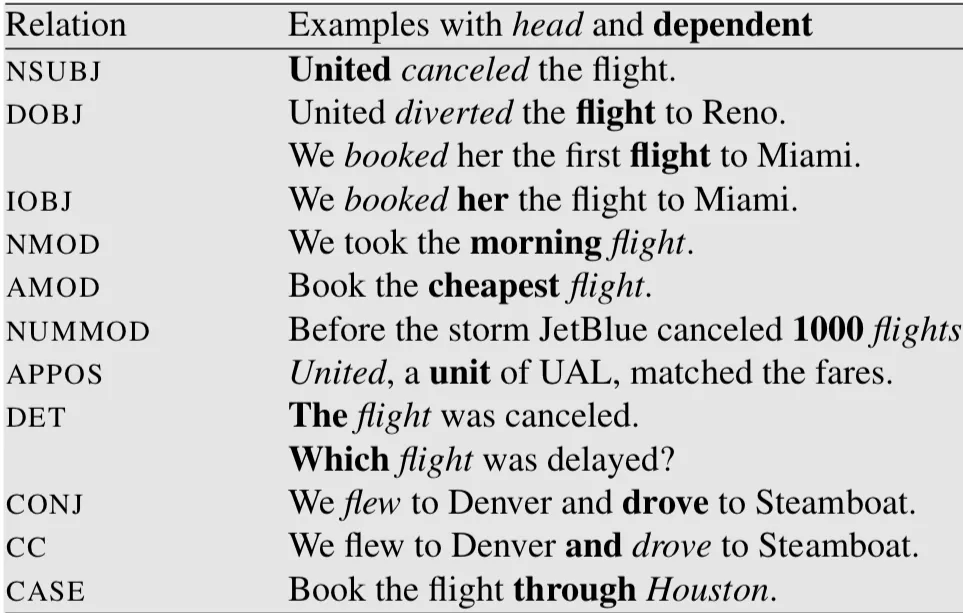 Relation Examples with head and dependent
NSUBJ United canceled the flight.
DOBJ United diverted the flight to Reno.
We booked her the first flight to Miami.
IOBJ We booked her the flight to Miami.
NMOD We took the morning flight.
AMOD Book the cheapest flight.
NUMMOD Before the storm JetBlue canceled 1000 flights
APPOS United, a unit of UAL, matched the fares.
DET The flight was canceled.
Which flight was delayed?
CONJ We flew to Denver and drove to Steamboat.
CC We flew to Denver and drove to Steamboat.
CASE Book the flight through Houston.